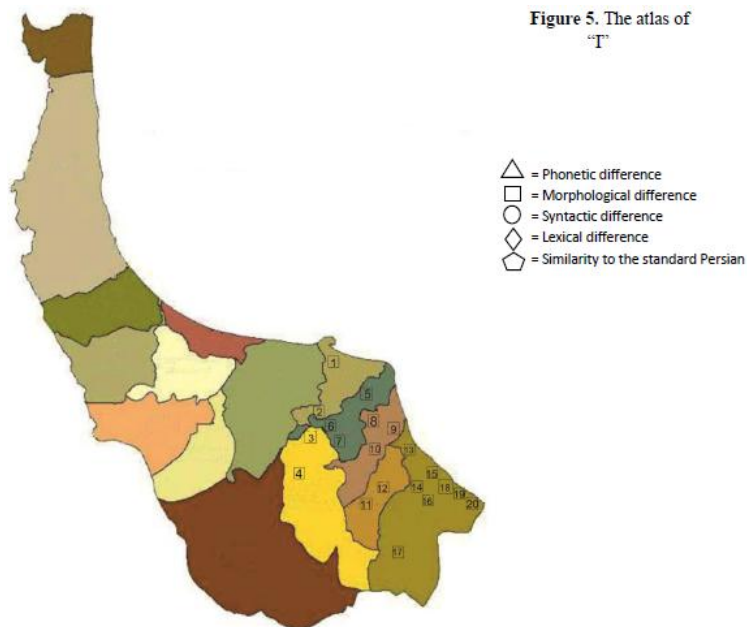 Figure 5. The atlas of
“I”
= Phonetic difference
= Morphological difference
= Syntactic difference
= Lexical difference
= Similarity to the standard Persian
1
2
5
6
3
7
8
9
4
10
13
12
15
14
18
11
16
19
20
17